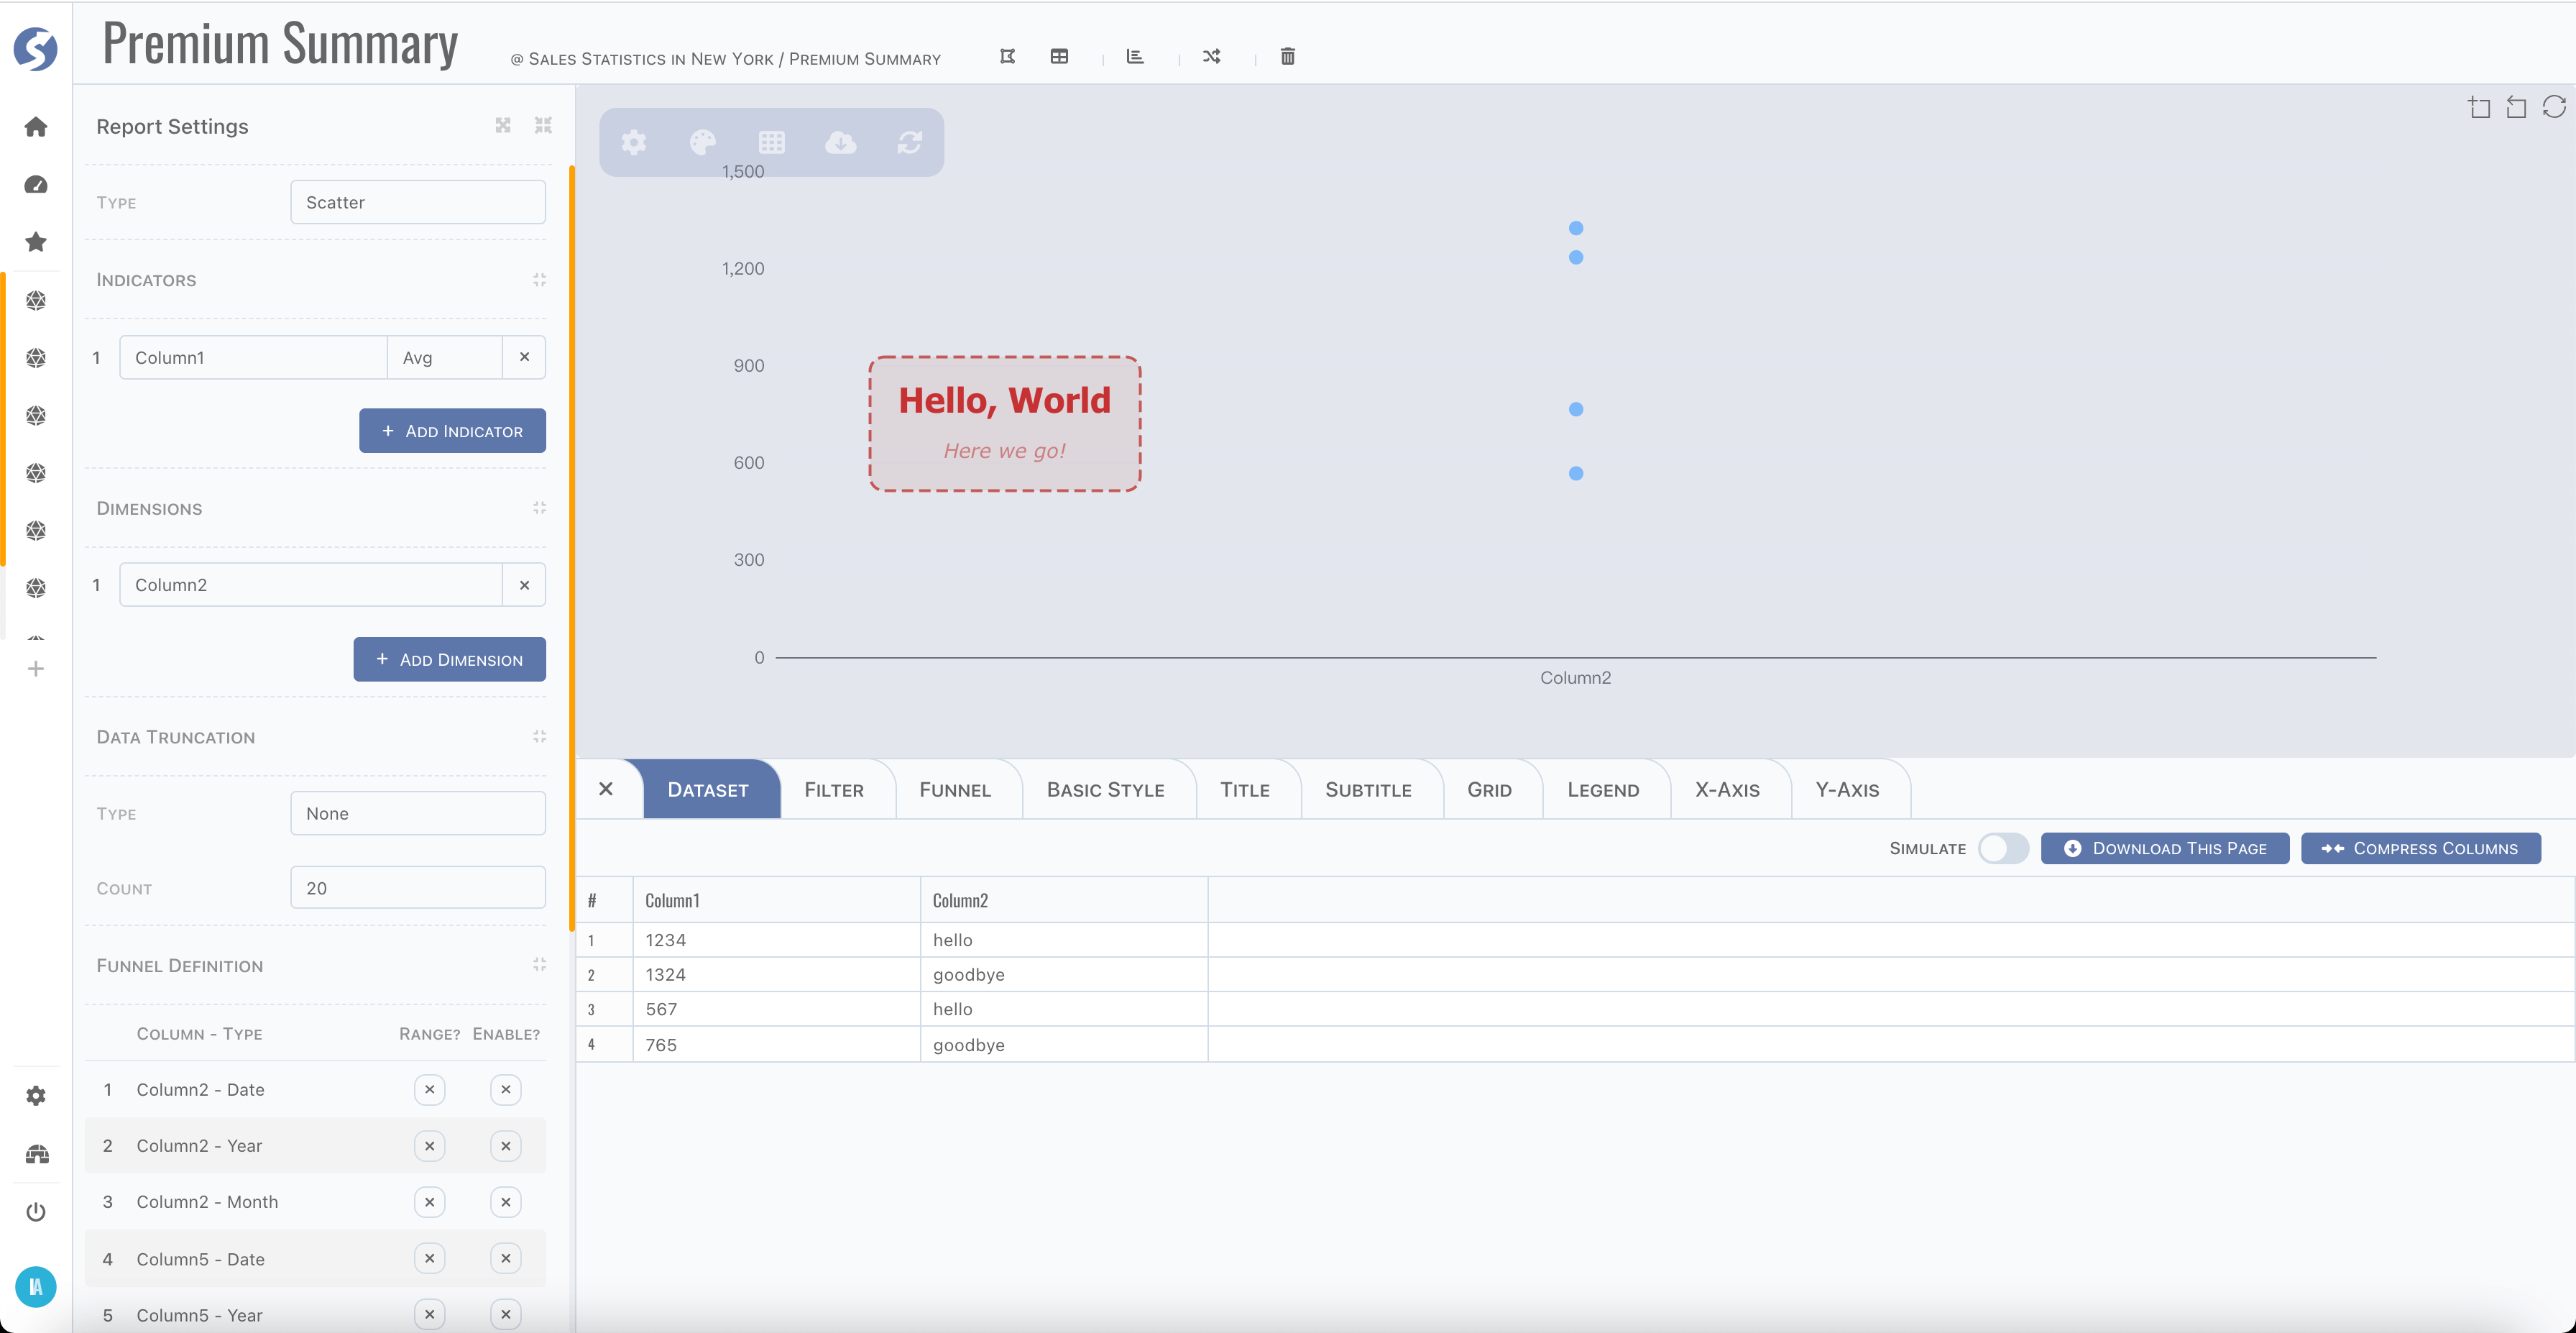 Premium Summary
@ Sales Statistics in New York / Premium Summary
Report Settings
Type
Scatter
Indicators
1 Column1 Avg
+ Add Indicator
Dimensions
1 Column2
+ Add Dimension
Data Truncation
Type
None
Count
20
Funnel Definition
Column - Type Range? Enable?
1 Column2 - Date
2 Column2 - Year
3 Column2 - Month
4 Column5 - Date
5 Column5 - Year
IA
1,500
1,200
900
600
300
0
Hello, World
Here we go!
Column2
Dataset Filter Funnel Basic Style Title Subtitle Grid Legend X-Axis Y-Axis
Simulate Download This Page Compress Columns
# Column1 Column2
1 1234 hello
2 1324 goodbye
3 567 hello
4 765 goodbye